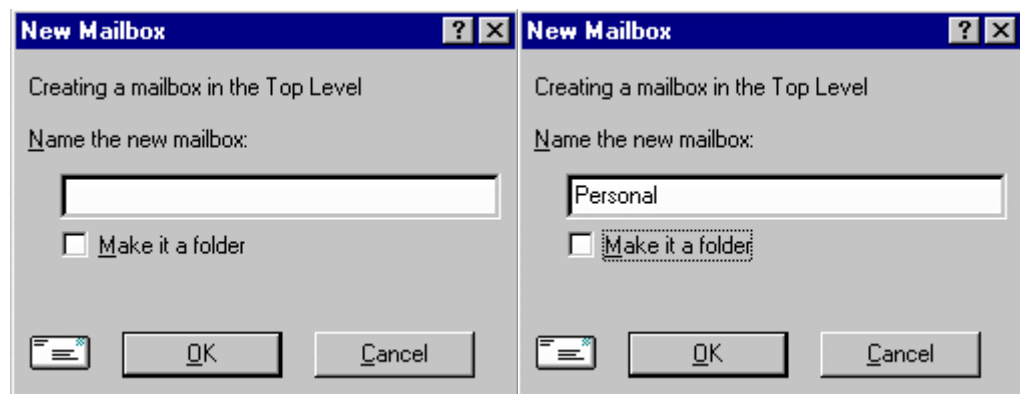 New Mailbox
Creating a mailbox in the Top Level
Name the new mailbox:
Make it a folder
OK Cancel
New Mailbox
Creating a mailbox in the Top Level
Name the new mailbox:
Personal
Make it a folder
OK Cancel